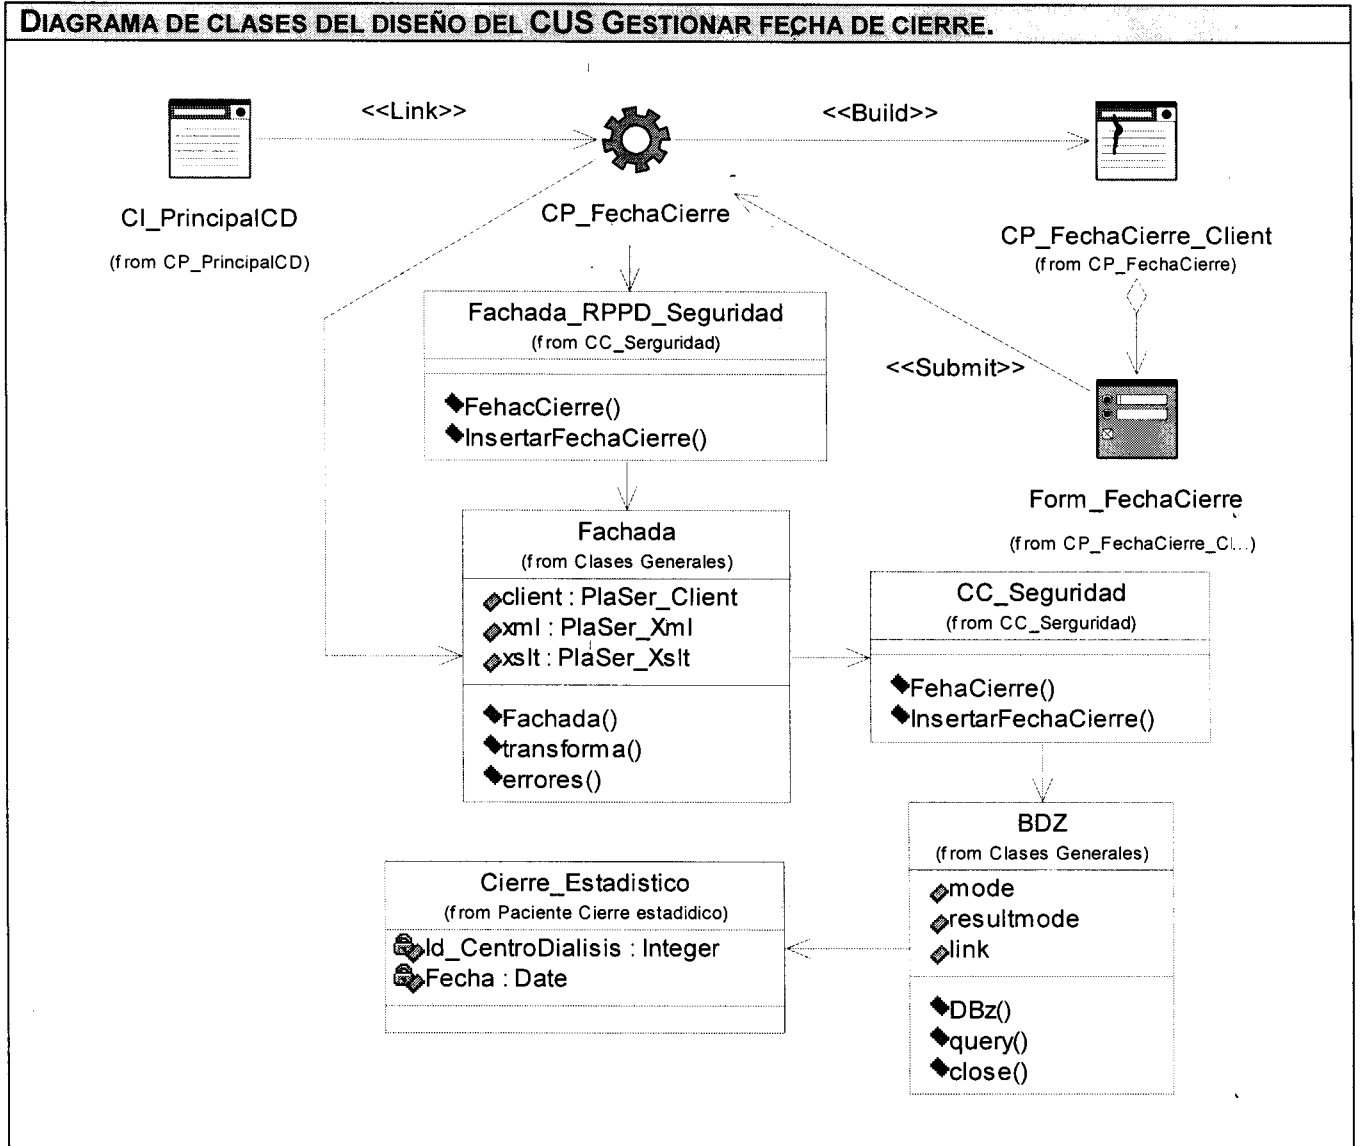 DIAGRAMA DE CLASES DEL DISEÑO DEL CUS GESTIONAR FECHA DE CIERRE.
<<Link>>
<<Build>>
CI_PrincipalCD
(from CP_PrincipalCD)
CP_FechaCierre
CP_FechaCierre_Client
(from CP_FechaCierre)
Fachada_RPPD_Seguridad
(from CC_Serguridad)
FehacCierre()
InsertarFechaCierre()
<<Submit>>
Form_FechaCierre
(from CP_FechaCierre_Cl...)
Fachada
(from Clases Generales)
client : PlaSer_Client
xml : PlaSer_Xml
xslt : PlaSer_Xslt
Fachada()
transforma()
errores()
CC_Seguridad
(from CC_Serguridad)
FehaCierre()
InsertarFechaCierre()
BDZ
(from Clases Generales)
mode
resultmode
link
DBz()
query()
close()
Cierre_Estadistico
(from Paciente Cierre estadidico)
Id_CentroDialisis : Integer
Fecha : Date